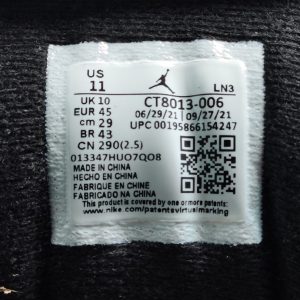 US
11
LN3
UK 10
EUR 45
cm 29
BR 43
CN 290(2.5)
CT8013-006
06/29/21 09/27/21
UPC 00195866154247
013347HUO7QO8
MADE IN CHINA
HECHO EN CHINA
FABRIQUE EN CHINE
FABRICADO NA CHINA
This product is covered by one or more patents See
www.nike.com/patentsvirtualmarking